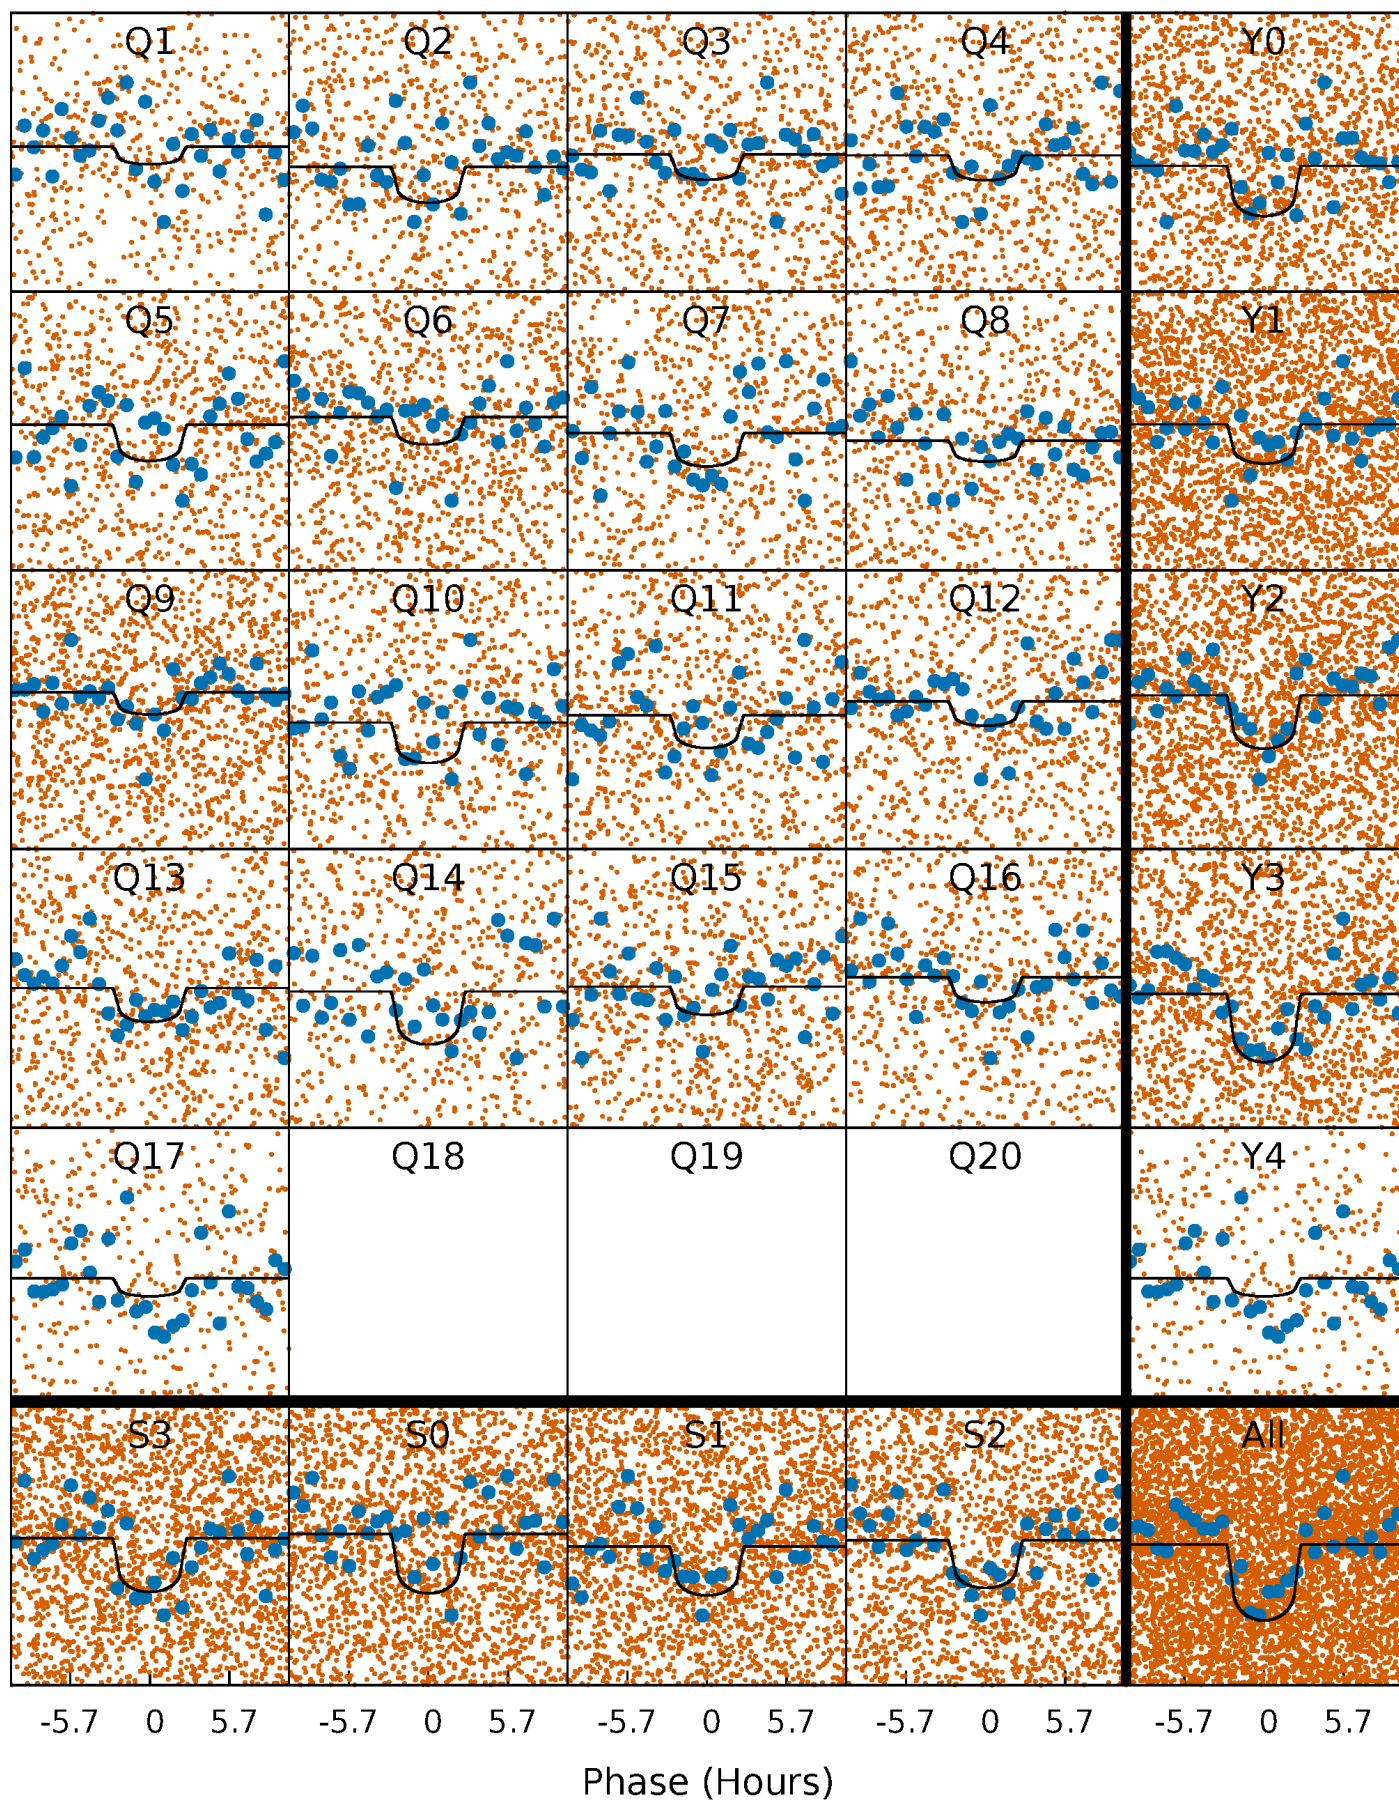 Q1 Q2 Q3 Q4 Y0
Q5 Q6 Q7 Q8 Y1
Q9 Q10 Q11 Q12 Y2
Q13 Q14 Q15 Q16 Y3
Q17 Q18 Q19 Q20 Y4
S3 S0 S1 S2 All
-5.7 0 5.7 -5.7 0 5.7 -5.7 0 5.7 -5.7 0 5.7 -5.7 0 5.7
Phase (Hours)